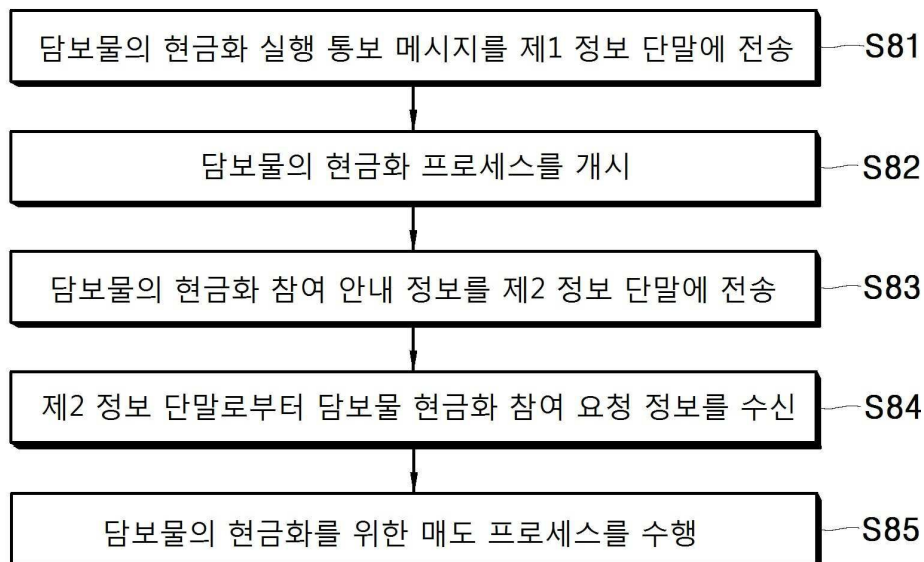 담보물의 현금화 실행 통보 메시지를 제1 정보 단말에 전송 S81
담보물의 현금화 프로세스를 개시 S82
담보물의 현금화 참여 안내 정보를 제2 정보 단말에 전송 S83
제2 정보 단말로부터 담보물 현금화 참여 요청 정보를 수신 S84
담보물의 현금화를 위한 매도 프로세스를 수행 S85